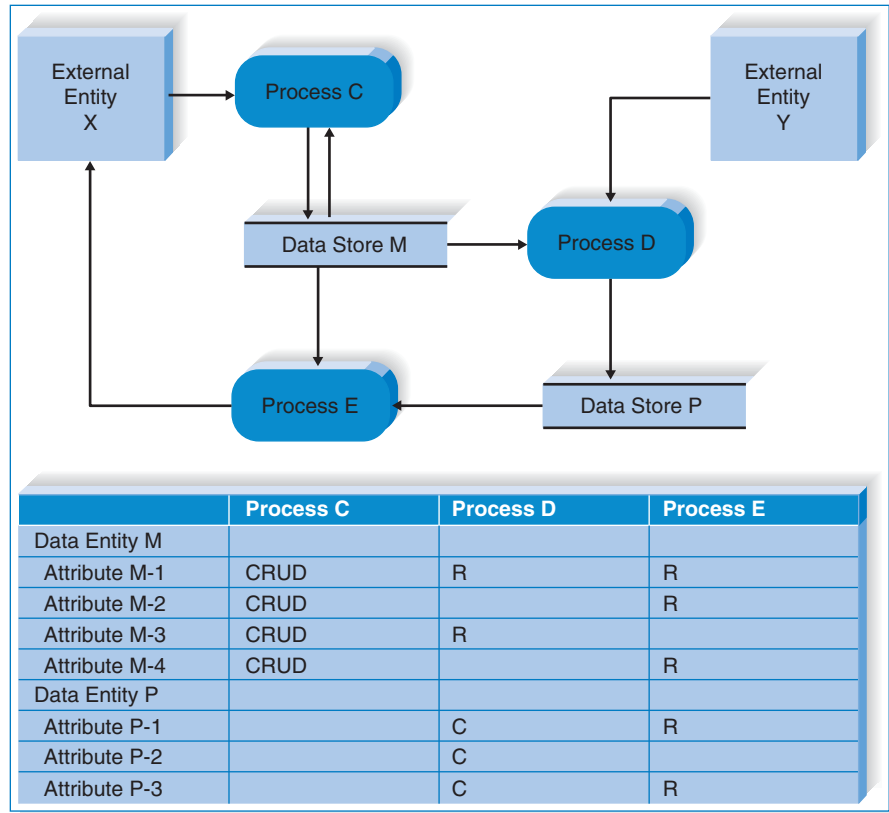 External
Entity
X
Process C
External
Entity
Y
Data Store M
Process D
Process E
Data Store P
Process C Process D Process E
Data Entity M
Attribute M-1 CRUD R R
Attribute M-2 CRUD R
Attribute M-3 CRUD R
Attribute M-4 CRUD R
Data Entity P
Attribute P-1 C R
Attribute P-2 C
Attribute P-3 C R